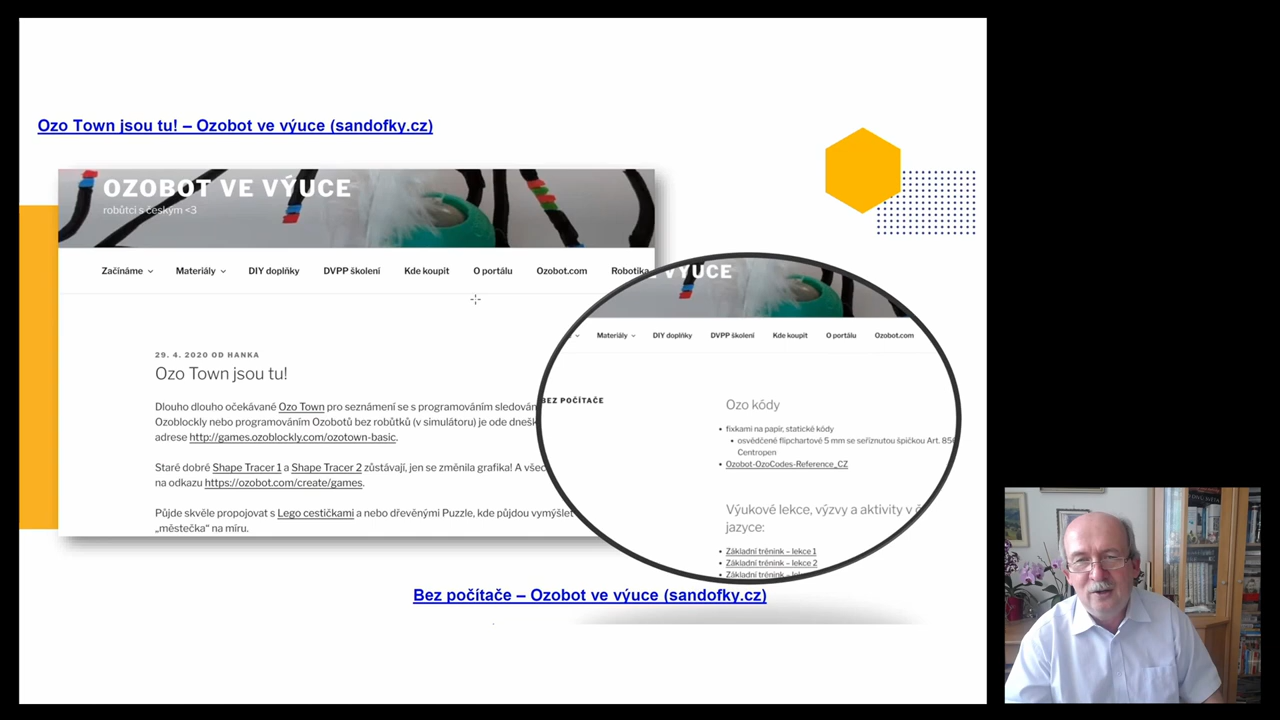 Ozo Town jsou tu! – Ozobot ve výuce (sandofky.cz)
OZOBOT VE VÝUCE
robůtci s českým <3
Začínáme
Materiály
DIY doplňky
DVPP školení
Kde koupit
O portálu
Ozobot.com
Robotika
29. 4. 2020 OD HANKA
Ozo Town jsou tu!
Dlouho dlouho očekávané Ozo Town pro seznámení se s programováním sledován
Ozoblockly nebo programováním Ozobotů bez robůtků (v simulátoru) je ode dnešk
adrese http://games.ozoblockly.com/ozotown-basic.
Staré dobré Shape Tracer 1 a Shape Tracer 2 zůstávají, jen se změnila grafika! A všec
na odkazu https://ozobot.com/create/games.
Půjde skvěle propojovat s Lego cestičkami a nebo dřevěnými Puzzle, kde půjdou vymýšlet
„městečka“ na míru.
VÝUCE
Materiály
DIY doplňky
DVPP školení
Kde koupit
O portálu
Ozobot.com
BEZ POČÍTAČE
Ozo kódy
fixkami na papír, statické kódy
osvědčené flipchartové 5 mm se seříznutou špičkou Art. 856
Centropen
Ozobot-OzoCodes-Reference_CZ
Výukové lekce, výzvy a aktivity v č
jazyce:
Základní trénink – lekce 1
Základní trénink – lekce 2
Základní trénink – lekce
Bez počítače – Ozobot ve výuce (sandofky.cz)